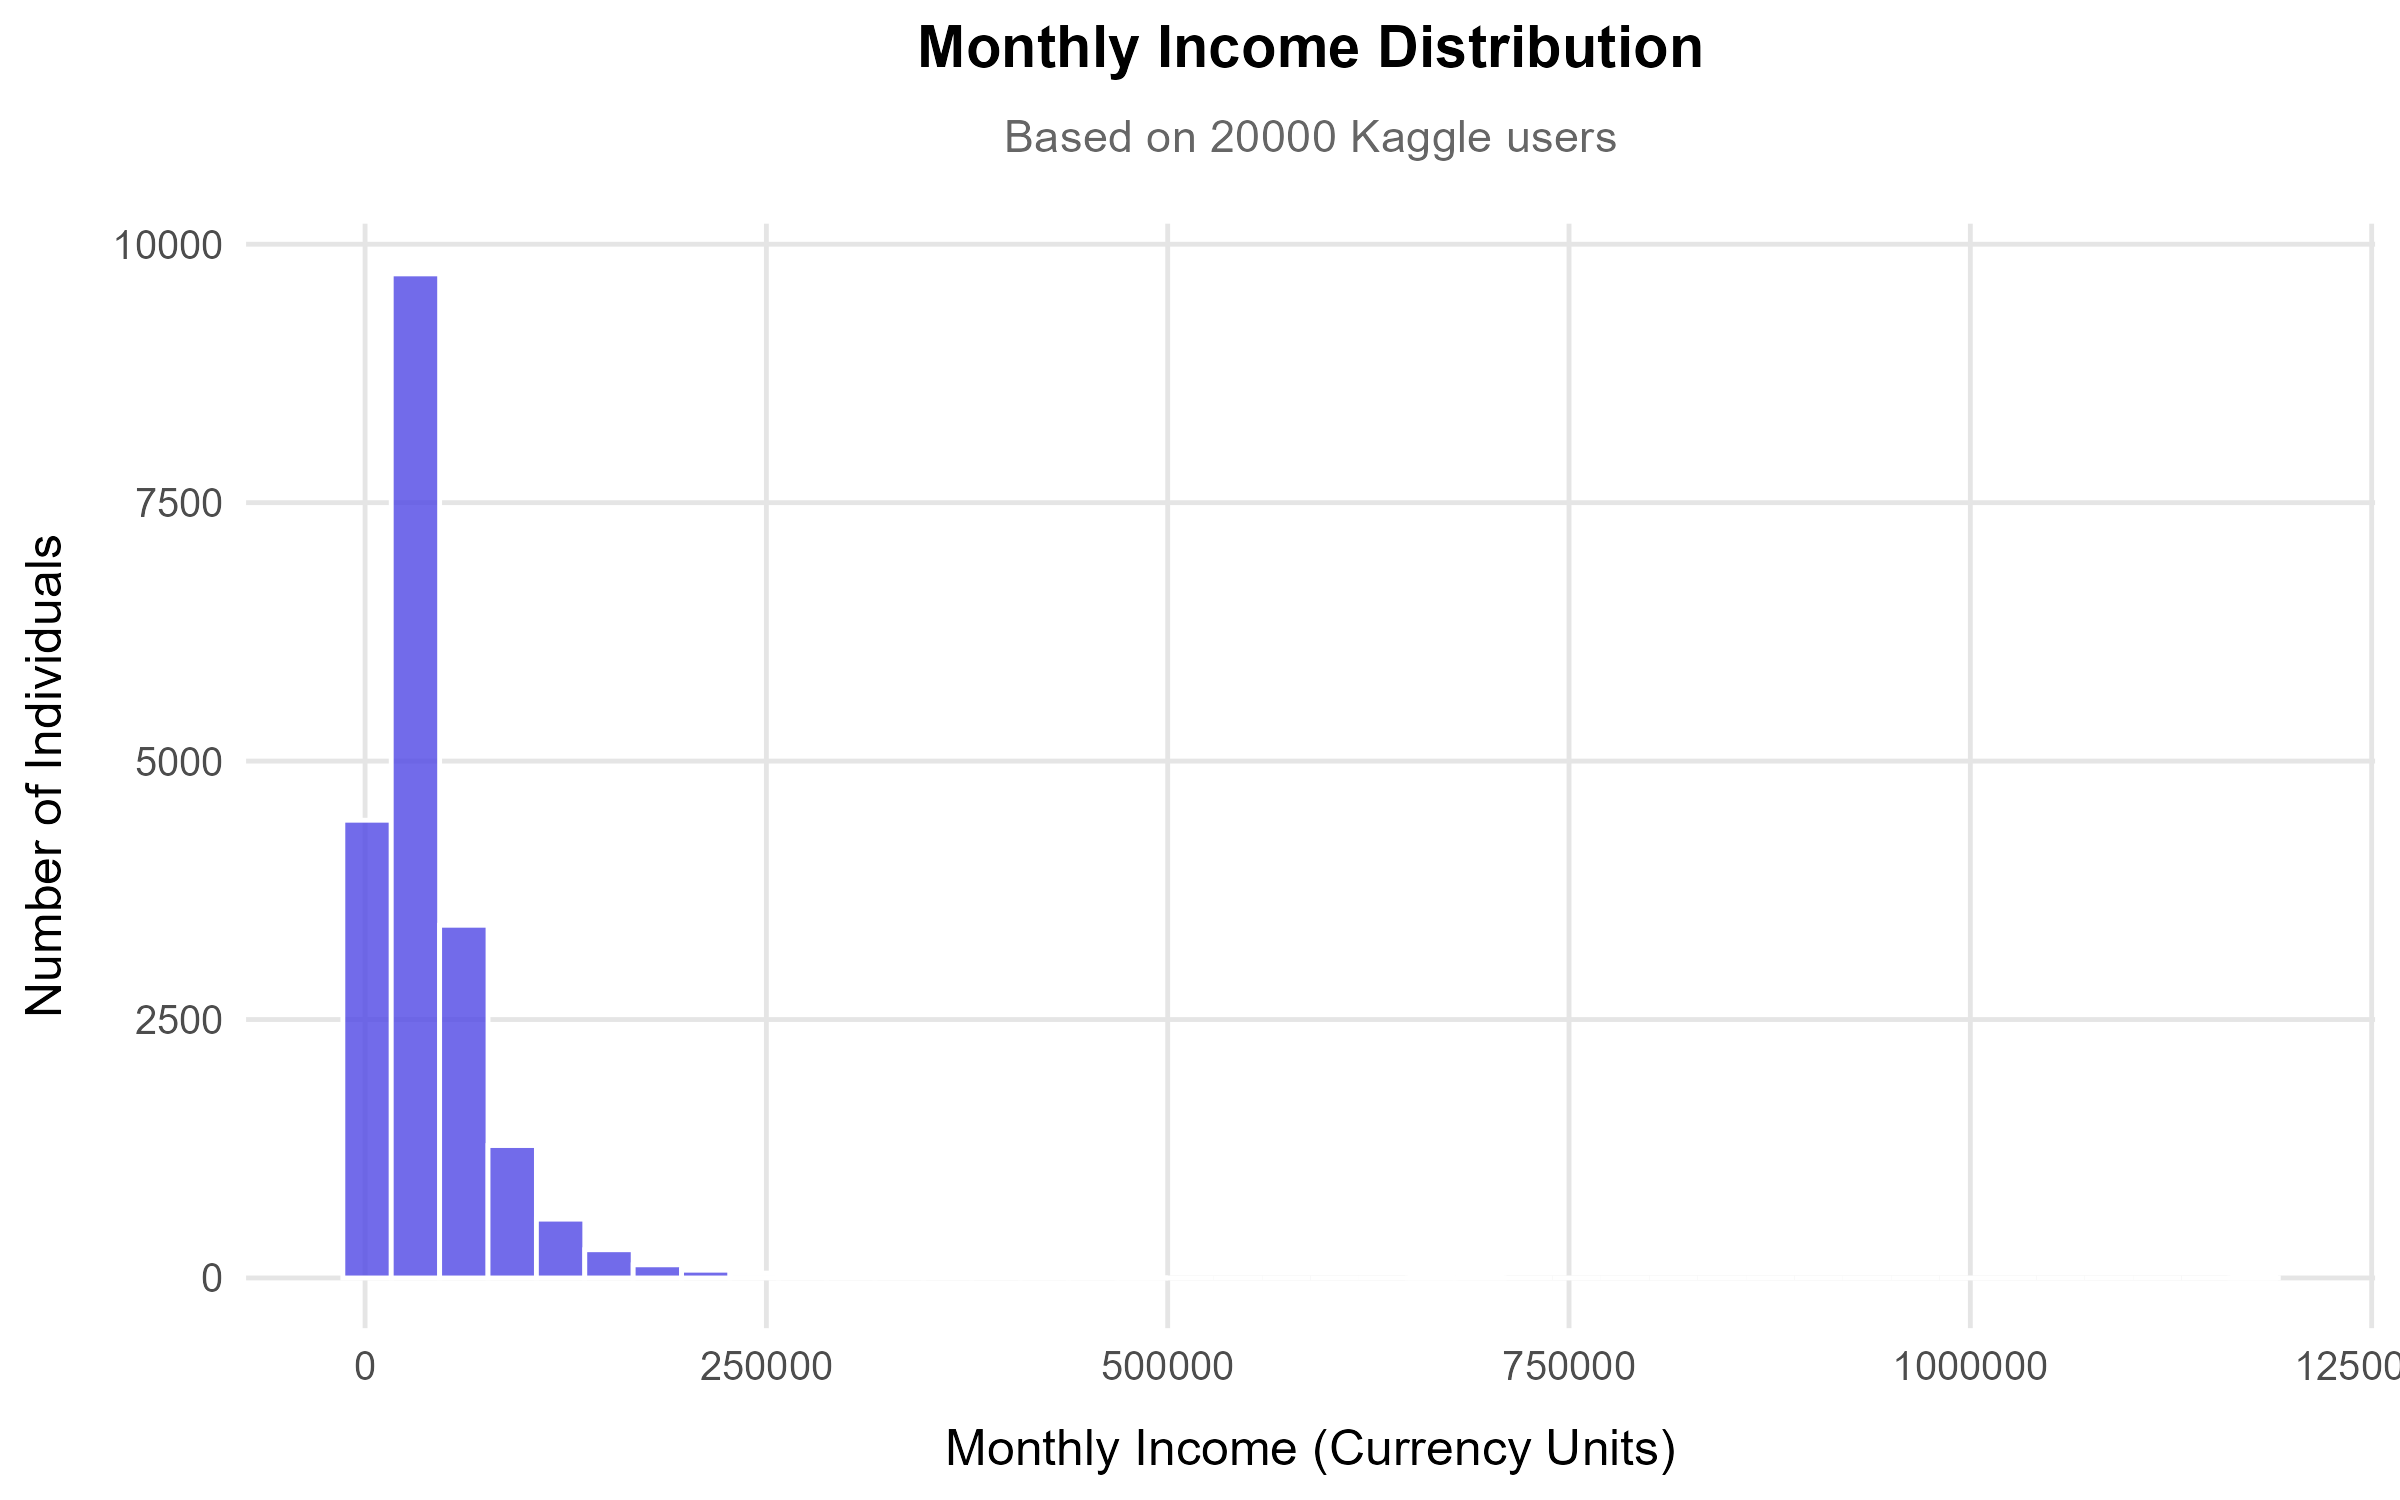 Monthly Income Distribution
Based on 20000 Kaggle users
10000
7500
5000
2500
0
Number of Individuals
0 250000 500000 750000 1000000 12500
Monthly Income (Currency Units)